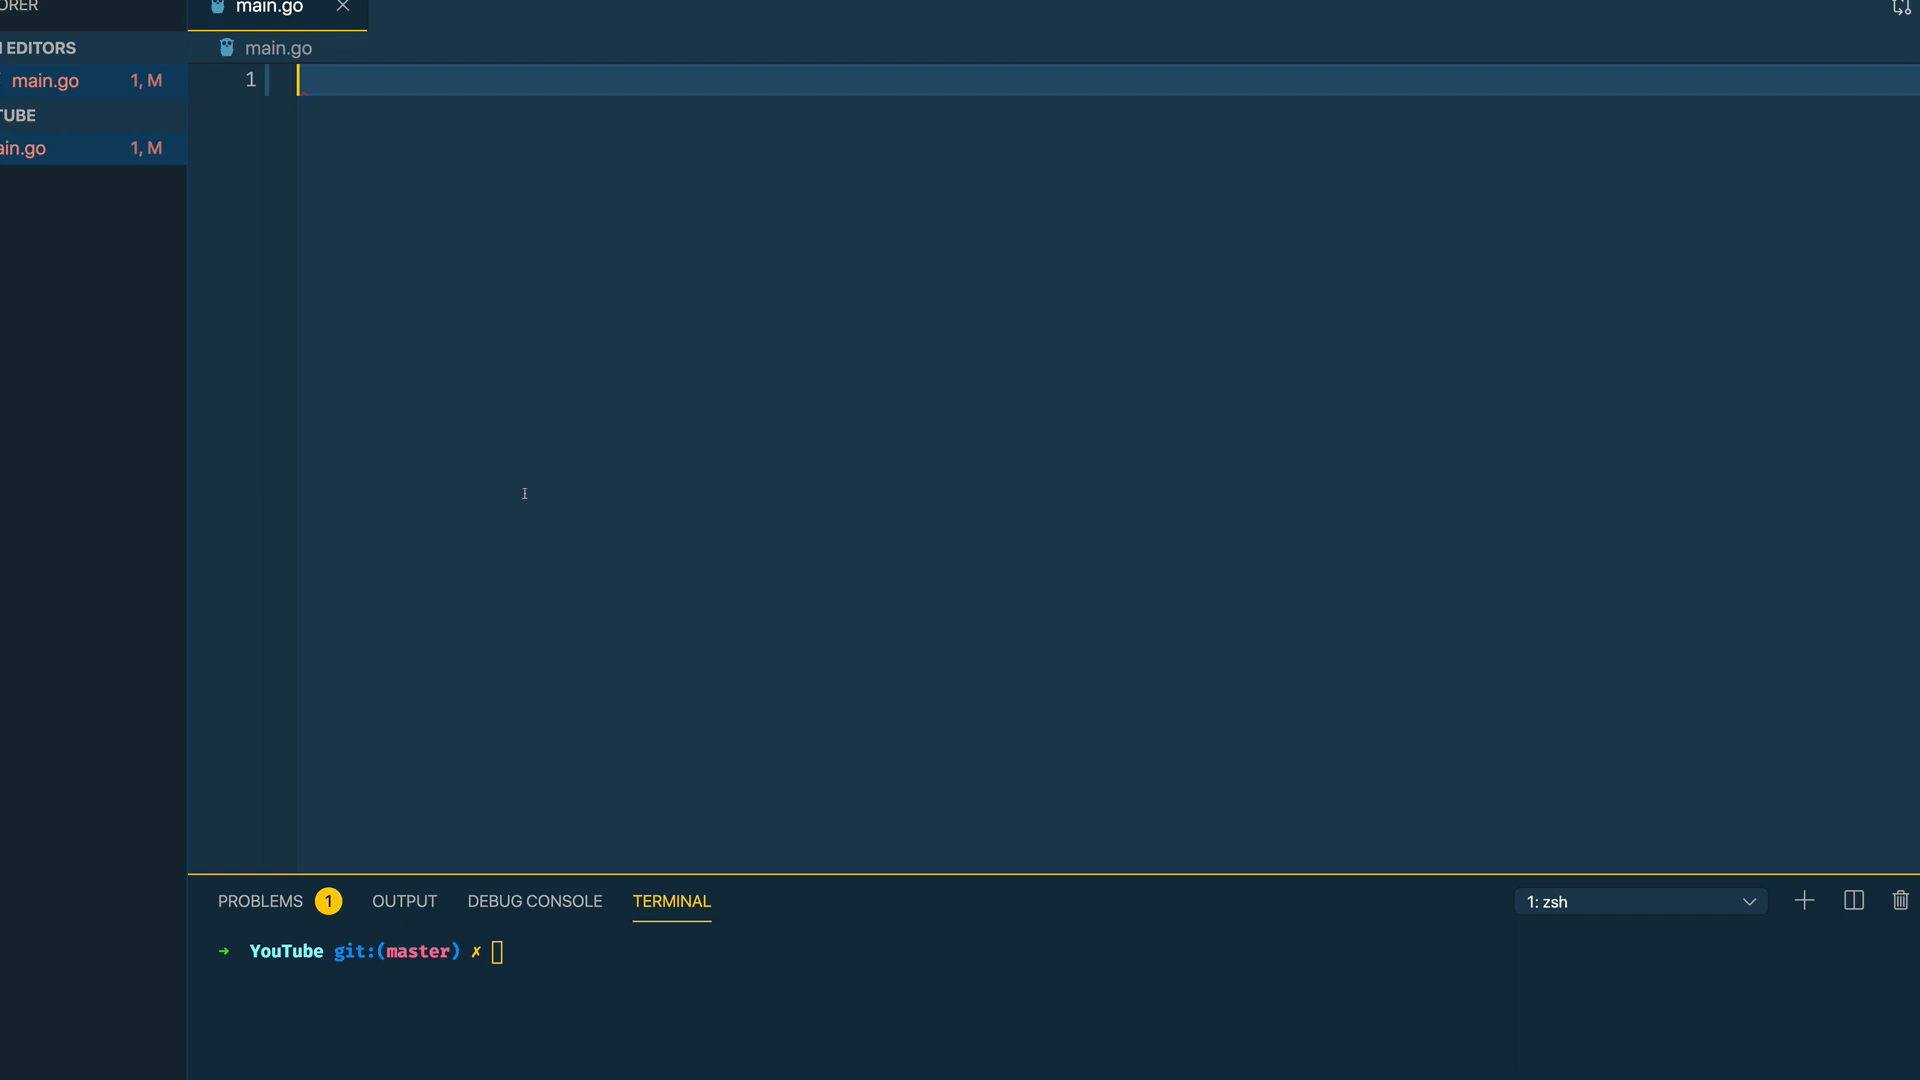 ORER
main.go
EDITORS
main.go
main.go 1, M
TUBE
ain.go 1, M
1
PROBLEMS 1 OUTPUT DEBUG CONSOLE TERMINAL 1: zsh
→ YouTube git:(master) ✗